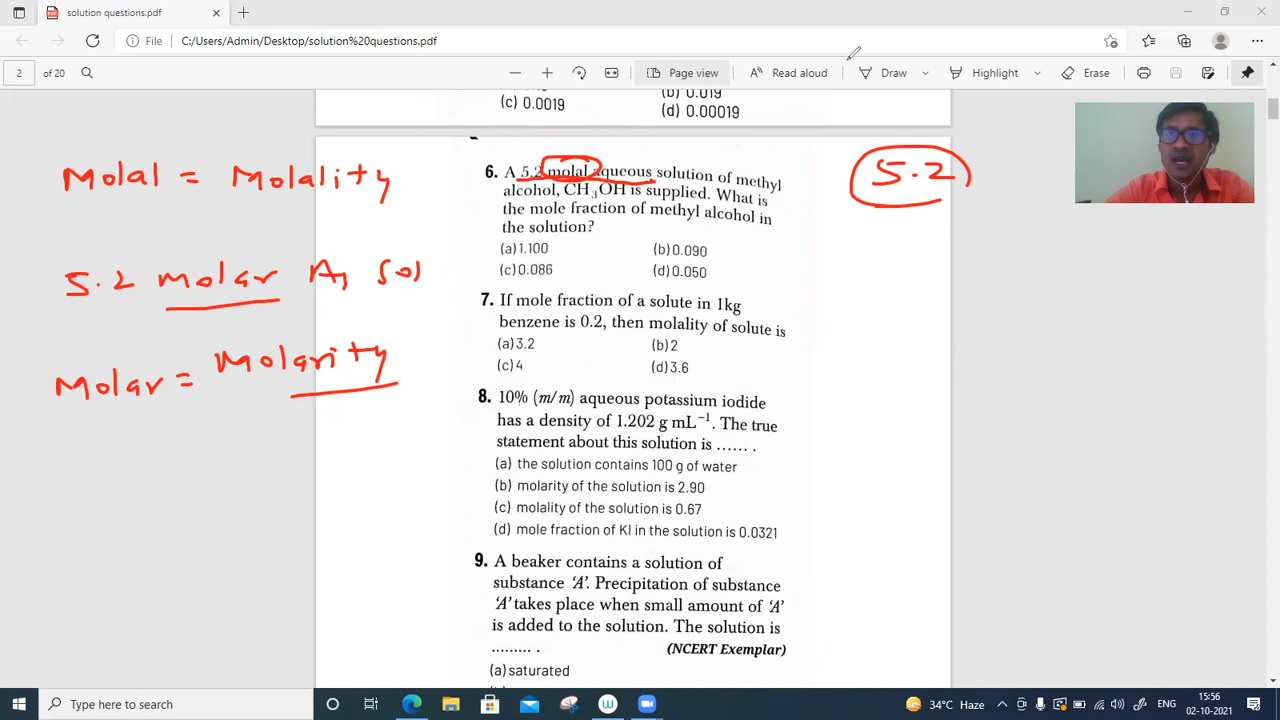 solution questions.pdf
File
C:/Users/Admin/Desktop/solution%20questions.pdf
2 of 20
Page view
Read aloud
Draw
Highlight
Erase
(b) 0.019
(c) 0.0019
(d) 0.00019
6. A 5.2 molal aqueous solution of methyl
alcohol, CH3OH is supplied. What is
the mole fraction of methyl alcohol in
the solution?
(a) 1.100 (b) 0.090
(c) 0.086 (d) 0.050
7. If mole fraction of a solute in 1kg
benzene is 0.2, then molality of solute is
(a) 3.2 (b) 2
(c) 4 (d) 3.6
8. 10% (m/m) aqueous potassium iodide
has a density of 1.202 g mL⁻¹. The true
statement about this solution is ...... .
(a) the solution contains 100 g of water
(b) molarity of the solution is 2.90
(c) molality of the solution is 0.67
(d) mole fraction of KI in the solution is 0.0321
9. A beaker contains a solution of
substance ‘A’. Precipitation of substance
‘A’ takes place when small amount of ‘A’
is added to the solution. The solution is
......... . (NCERT Exemplar)
(a) saturated
Molal = Molality
5.2 molar Aq Sol
Molar = Molarity
5.2
Type here to search
34°C Haze
ENG
15:56
02-10-2021